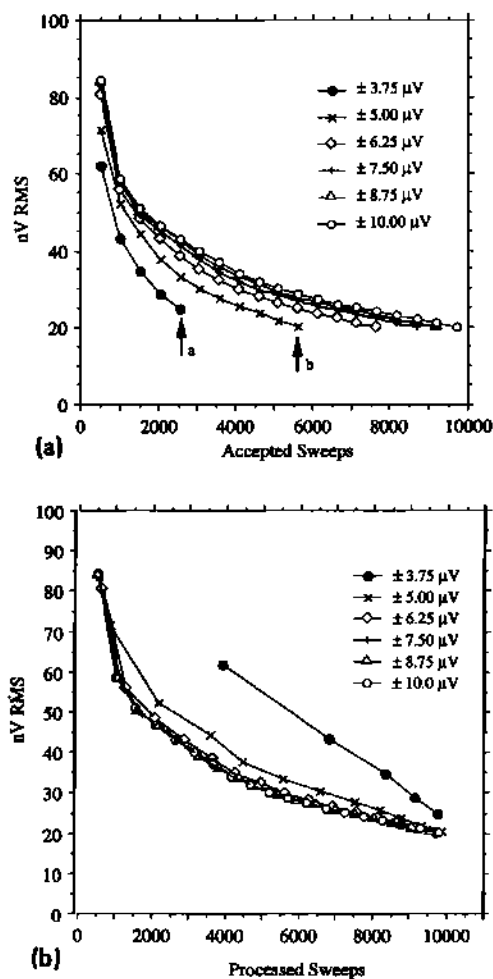 100
80
60
40
20
0
nV RMS
± 3.75 µV
± 5.00 µV
± 6.25 µV
± 7.50 µV
± 8.75 µV
± 10.00 µV
a
b
0 2000 4000 6000 8000 10000
(a)
Accepted Sweeps
100
90
80
70
60
50
40
30
20
10
0
nV RMS
± 3.75 µV
± 5.00 µV
± 6.25 µV
± 7.50 µV
± 8.75 µV
± 10.0 µV
0 2000 4000 6000 8000 10000
(b)
Processed Sweeps